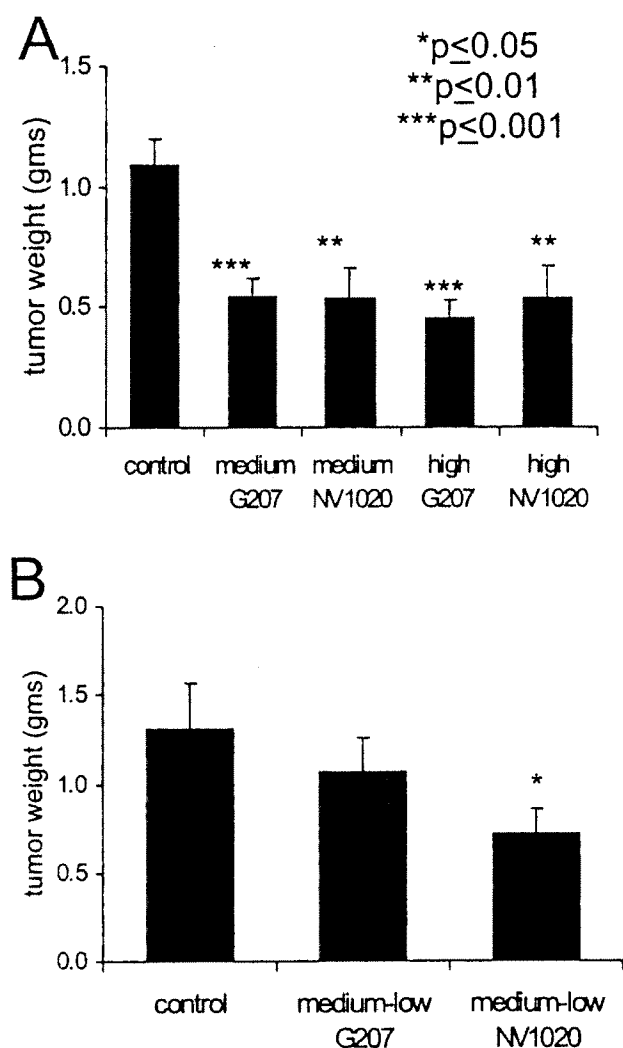 A
*p≤0.05
**p≤0.01
***p≤0.001
tumor weight (gms)
1.5
1.0
0.5
0.0
***
**
***
**
control
medium G207
medium NV1020
high G207
high NV1020
B
tumor weight (gms)
2.0
1.5
1.0
0.5
0.0
*
control
medium-low G207
medium-low NV1020